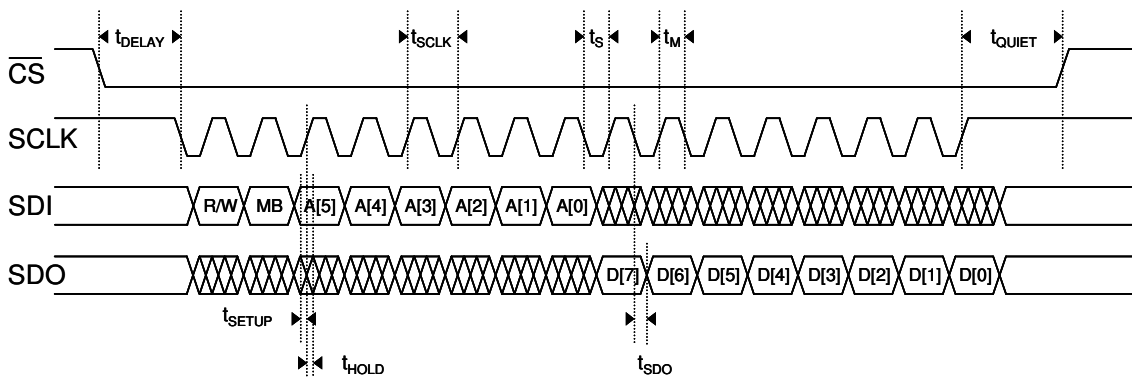 tDELAY tSCLK tS tM tQUIET
CS
SCLK
SDI R/W MB A[5] A[4] A[3] A[2] A[1] A[0]
SDO D[7] D[6] D[5] D[4] D[3] D[2] D[1] D[0]
tSETUP
tHOLD tSDO